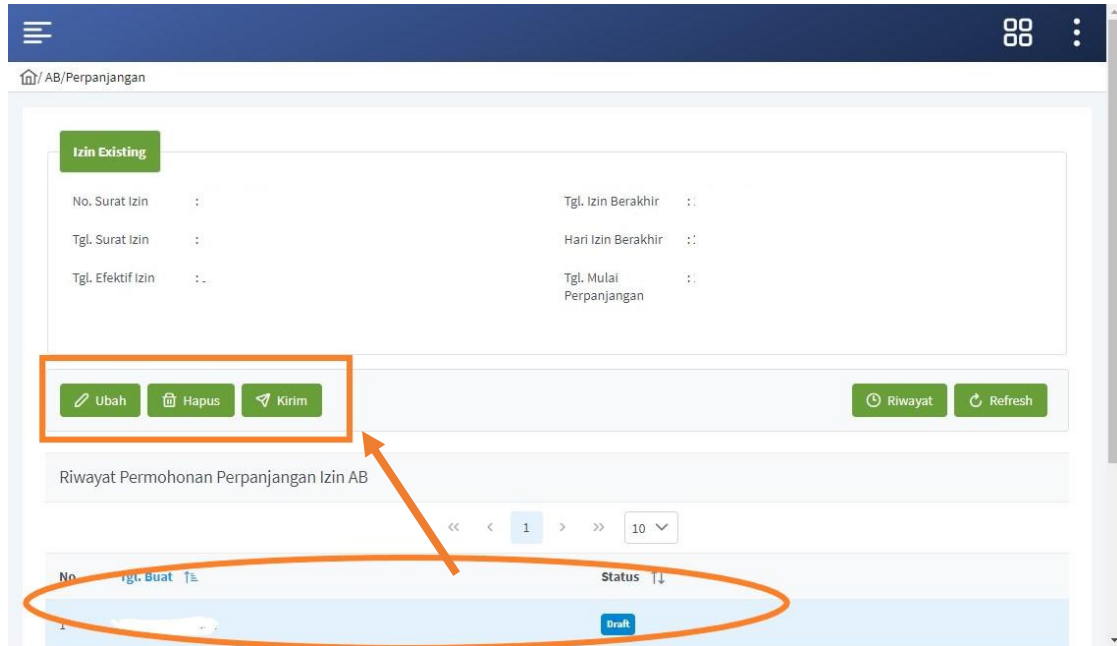 / AB/Perpanjangan
Izin Existing
No. Surat Izin :
Tgl. Izin Berakhir :
Tgl. Surat Izin :
Hari Izin Berakhir :
Tgl. Efektif Izin :
Tgl. Mulai
Perpanjangan :
Ubah Hapus Kirim
Riwayat Refresh
Riwayat Permohonan Perpanjangan Izin AB
<< < 1 > >> 10
No Tgl. Buat Status
1 Draft